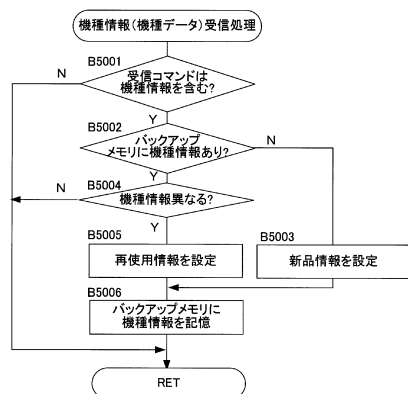 機種情報(機種データ)受信処理
B5001
N
受信コマンドは
機種情報を含む?
Y
B5002
バックアップ
メモリに機種情報あり?
N
Y
B5004
N
機種情報異なる?
Y
B5005
再使用情報を設定
B5003
新品情報を設定
B5006
バックアップメモリに
機種情報を記憶
RET